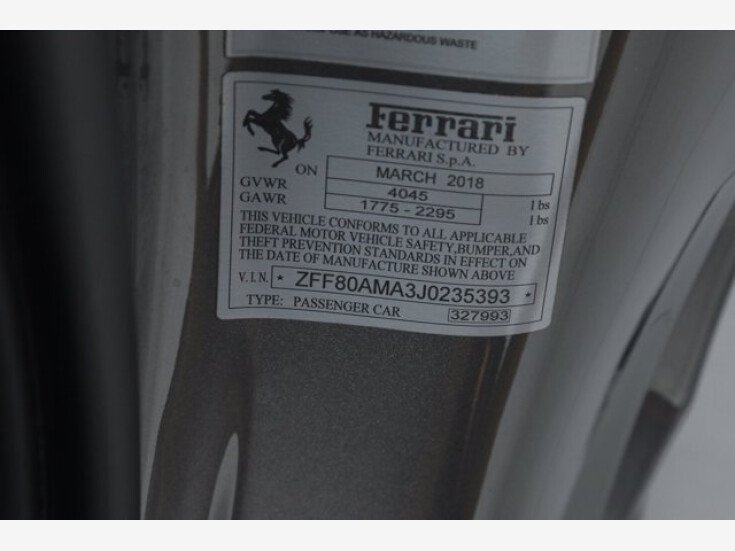 USE AS HAZARDOUS WASTE
Ferrari
MANUFACTURED BY
FERRARI S.p.A.
ON MARCH 2018
GVWR 4045 lbs
GAWR 1775 - 2295 lbs
THIS VEHICLE CONFORMS TO ALL APPLICABLE
FEDERAL MOTOR VEHICLE SAFETY, BUMPER, AND
THEFT PREVENTION STANDARDS IN EFFECT ON
THE DATE OF MANUFACTURE SHOWN ABOVE
V.I.N. * ZFF80AMA3J0235393 *
TYPE: PASSENGER CAR 327993